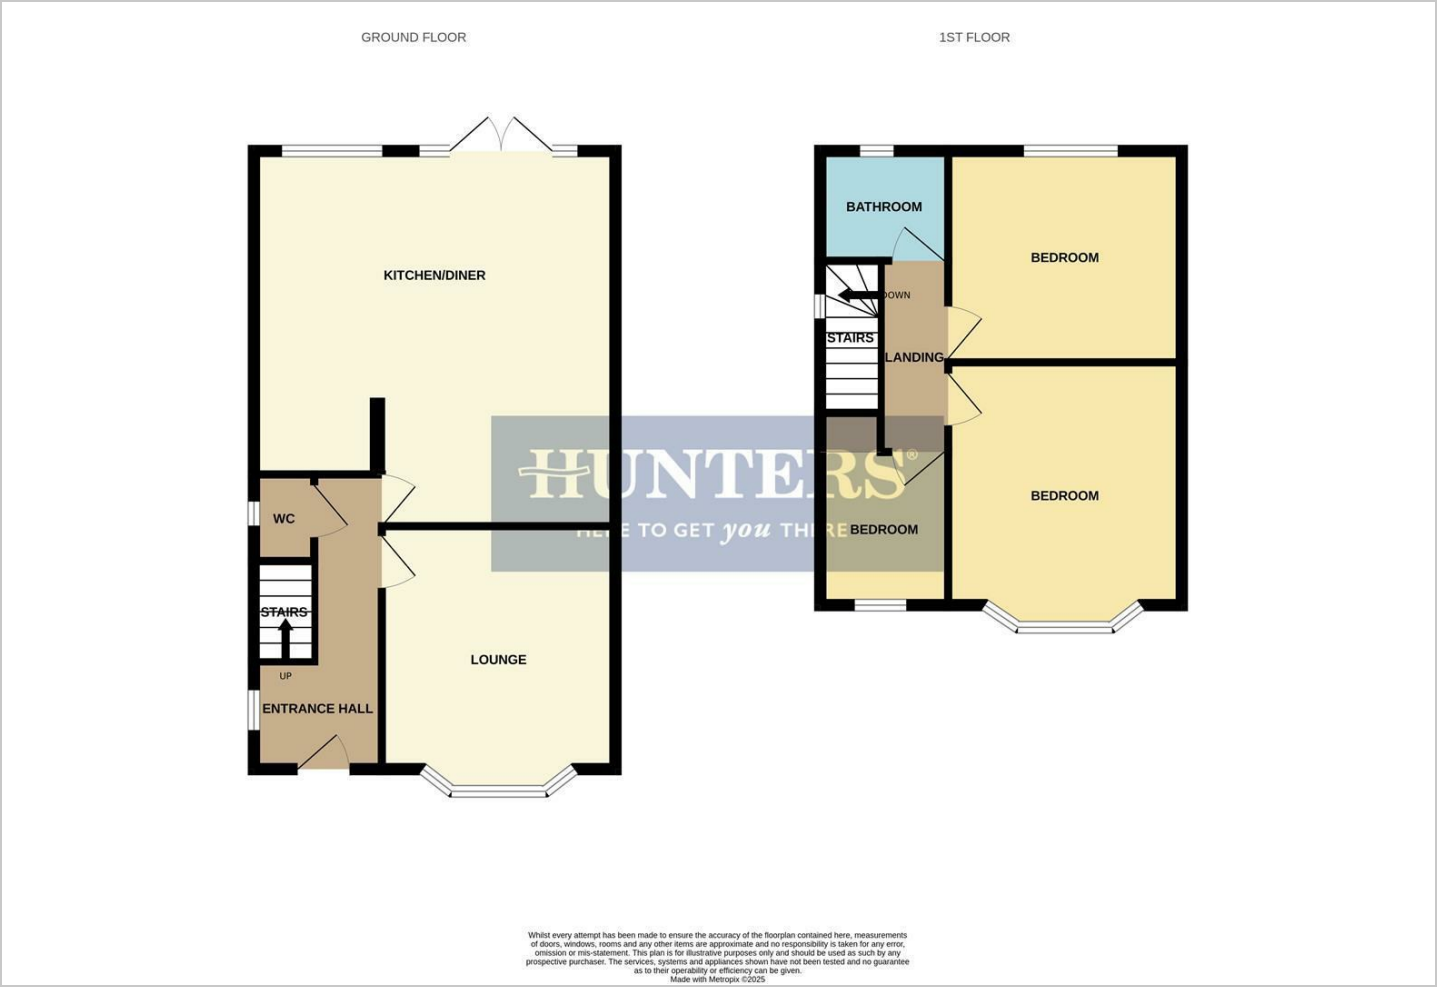 GROUND FLOOR
1ST FLOOR
KITCHEN/DINER
WC
STAIRS
UP
ENTRANCE HALL
LOUNGE
BATHROOM
BEDROOM
DOWN
STAIRS
LANDING
BEDROOM
BEDROOM
HUNTERS®
HERE TO GET you THERE
Whilst every attempt has been made to ensure the accuracy of the floorplan contained here, measurements
of doors, windows, rooms and any other items are approximate and no responsibility is taken for any error,
omission or mis-statement. This plan is for illustrative purposes only and should be used as such by any
prospective purchaser. The services, systems and appliances shown have not been tested and no guarantee
as to their operability or efficiency can be given.
Made with Metropix ©2025